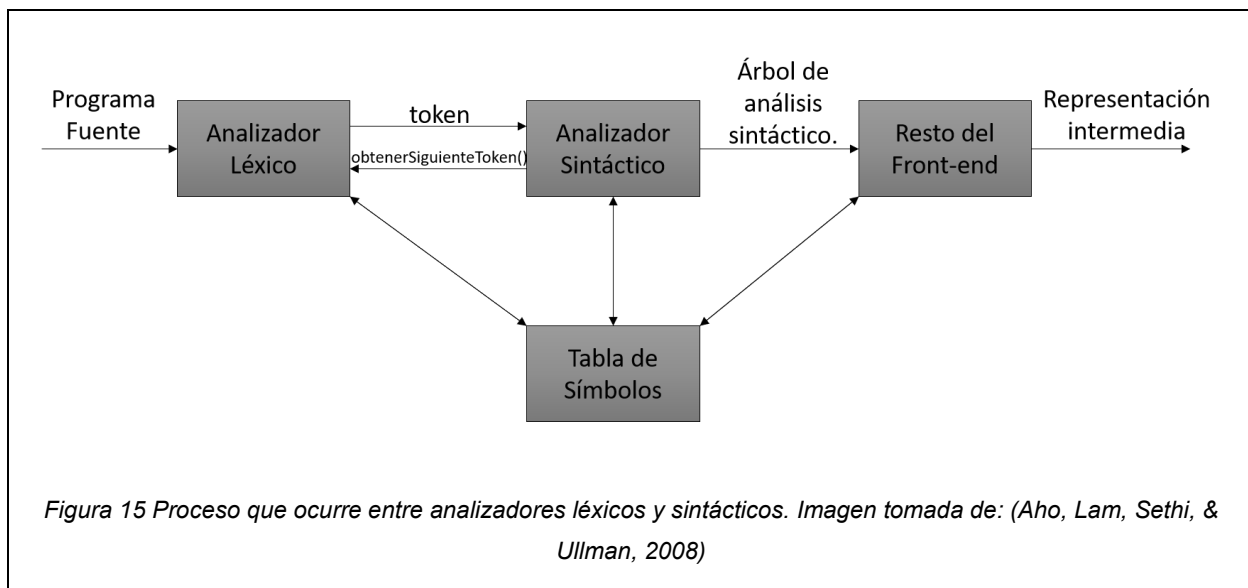 Programa
Fuente
Analizador
Léxico
token
obtenerSiguienteToken()
Analizador
Sintáctico
Árbol de
análisis
sintáctico.
Resto del
Front-end
Representación
intermedia
Tabla de
Símbolos
Figura 15 Proceso que ocurre entre analizadores léxicos y sintácticos. Imagen tomada de: (Aho, Lam, Sethi, &
Ullman, 2008)